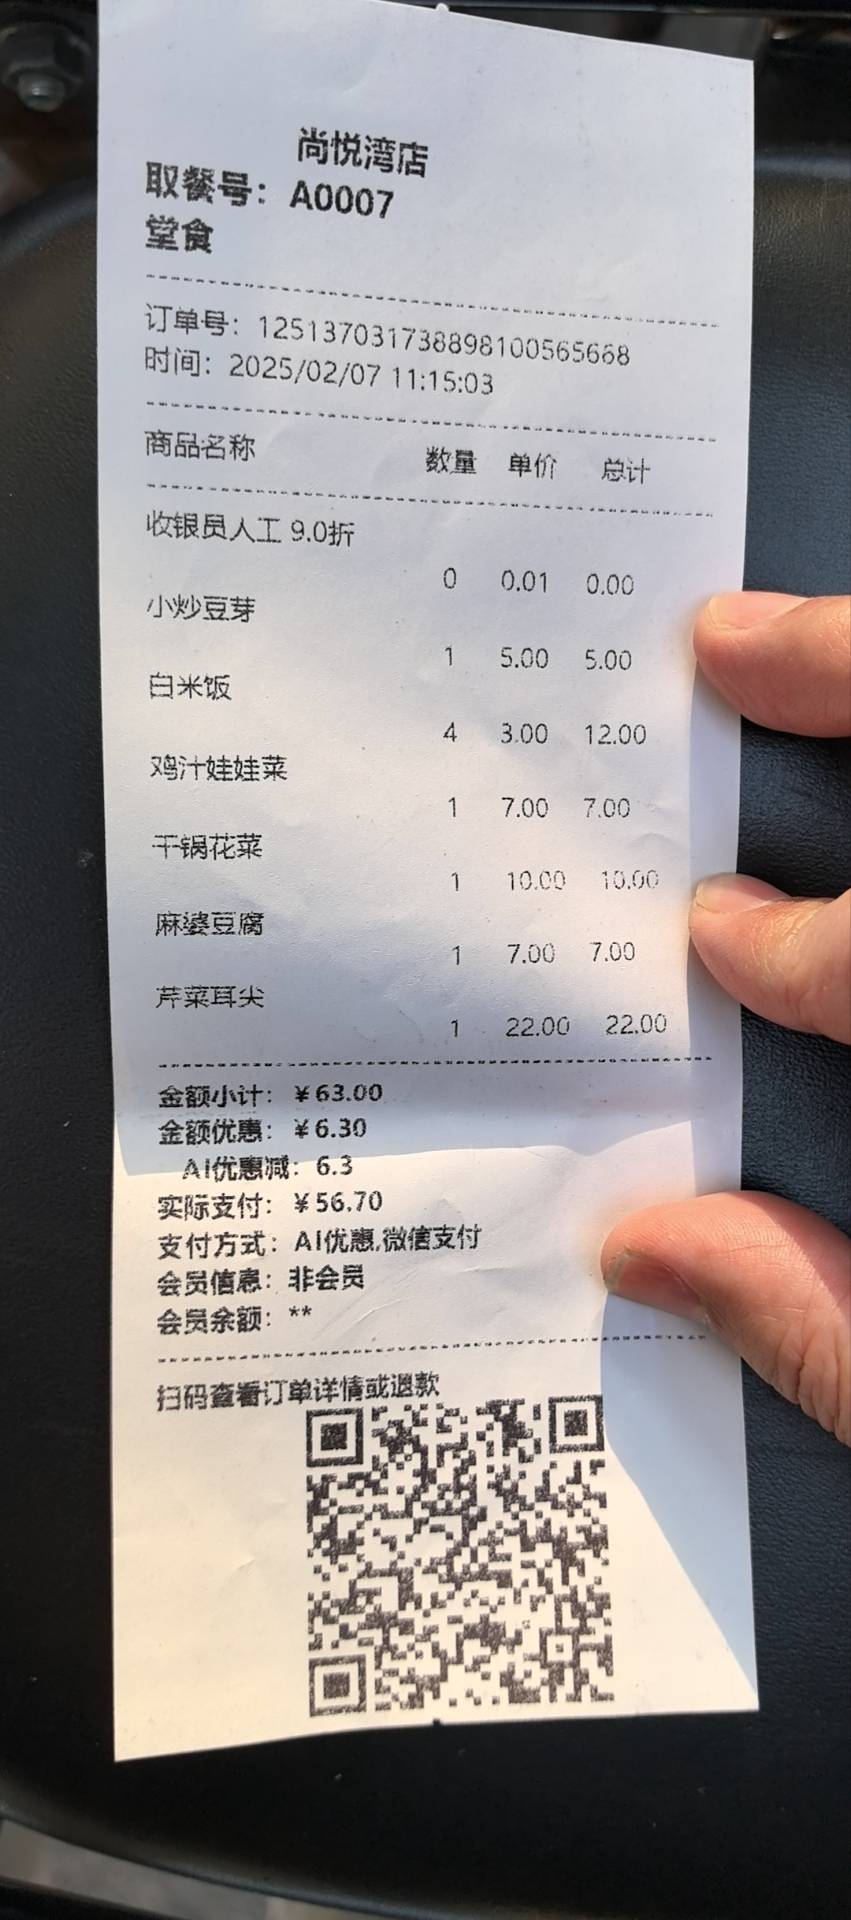 尚悦湾店
取餐号：A0007
堂食
订单号：125137031738898100565668
时间：2025/02/07 11:15:03
商品名称 数量 单价 总计
收银员人工 9.0折
0 0.01 0.00
小炒豆芽
1 5.00 5.00
白米饭
4 3.00 12.00
鸡汁娃娃菜
1 7.00 7.00
干锅花菜
1 10.00 10.00
麻婆豆腐
1 7.00 7.00
芹菜耳尖
1 22.00 22.00
金额小计：￥63.00
金额优惠：￥6.30
AI优惠减：6.3
实际支付：￥56.70
支付方式：AI优惠,微信支付
会员信息：非会员
会员余额：**
扫码查看订单详情或退款